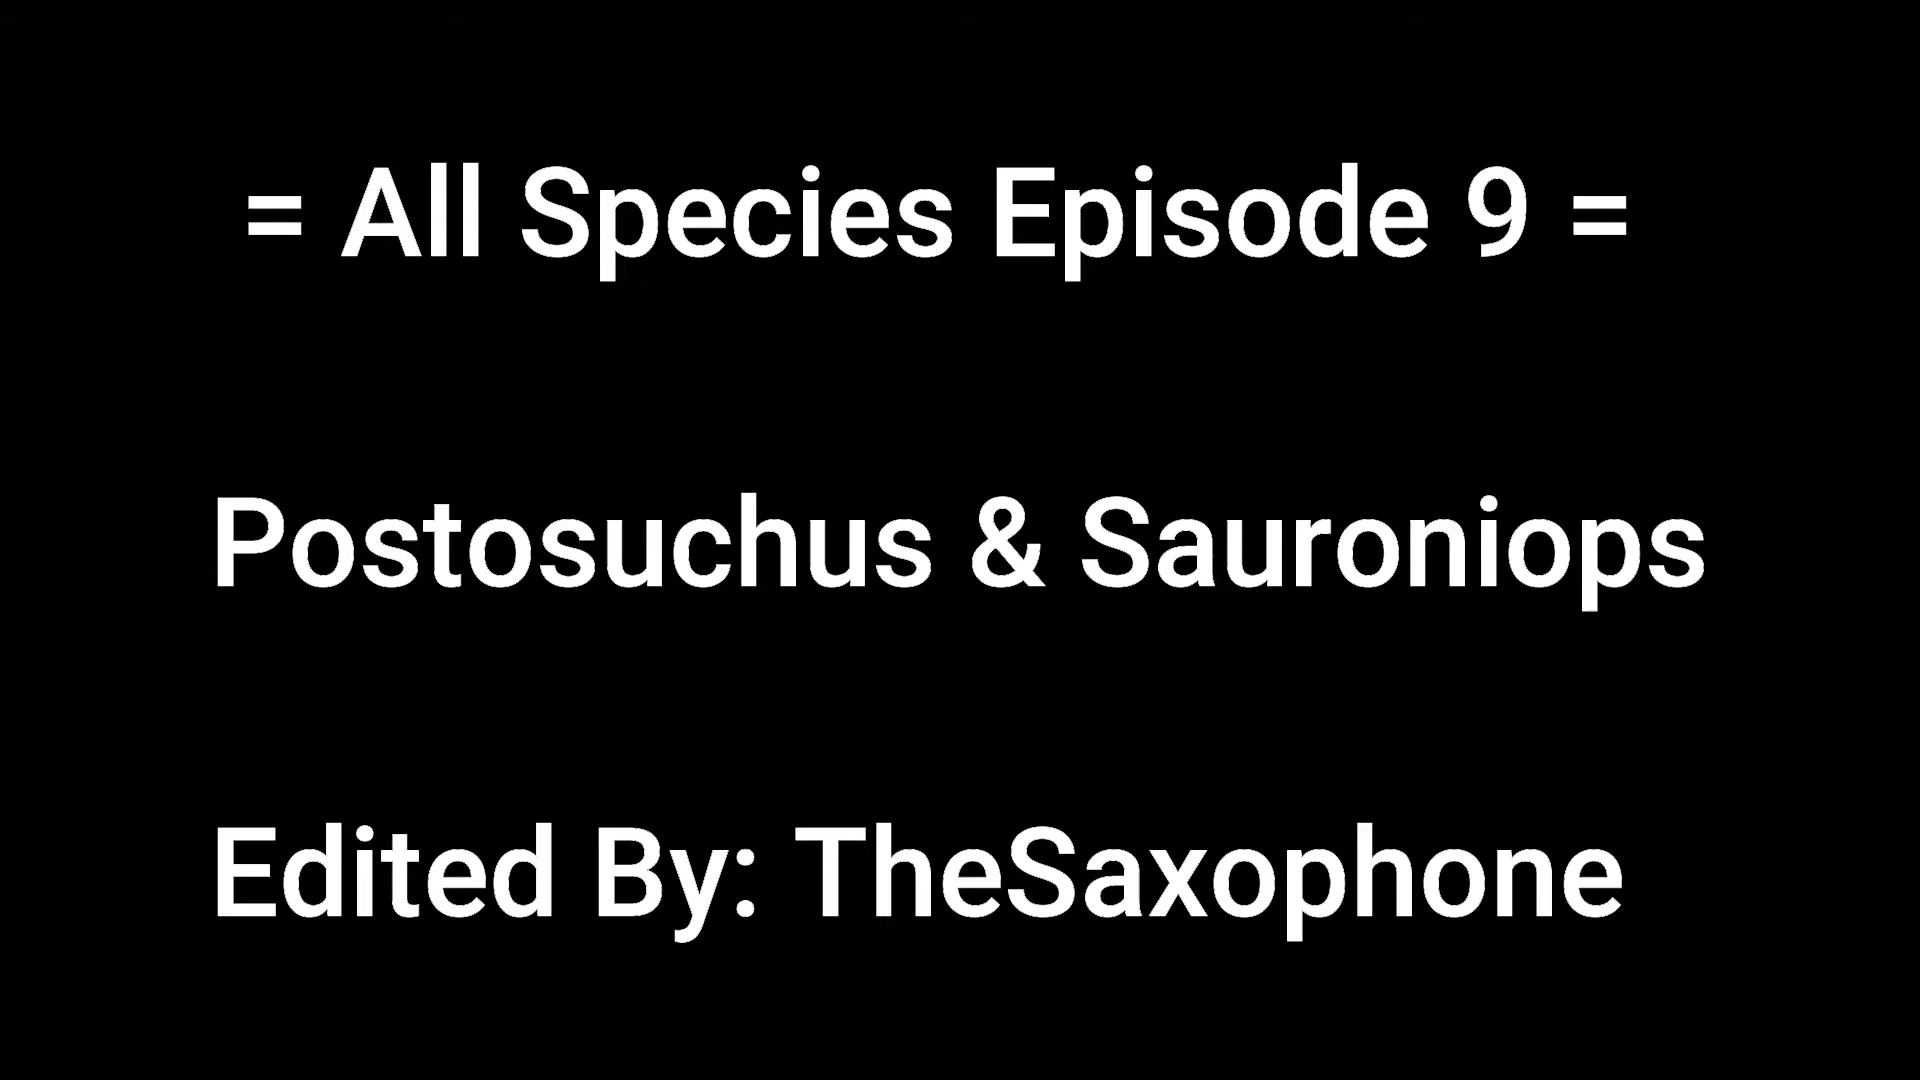 = All Species Episode 9 =
Postosuchus & Sauroniops
Edited By: TheSaxophone